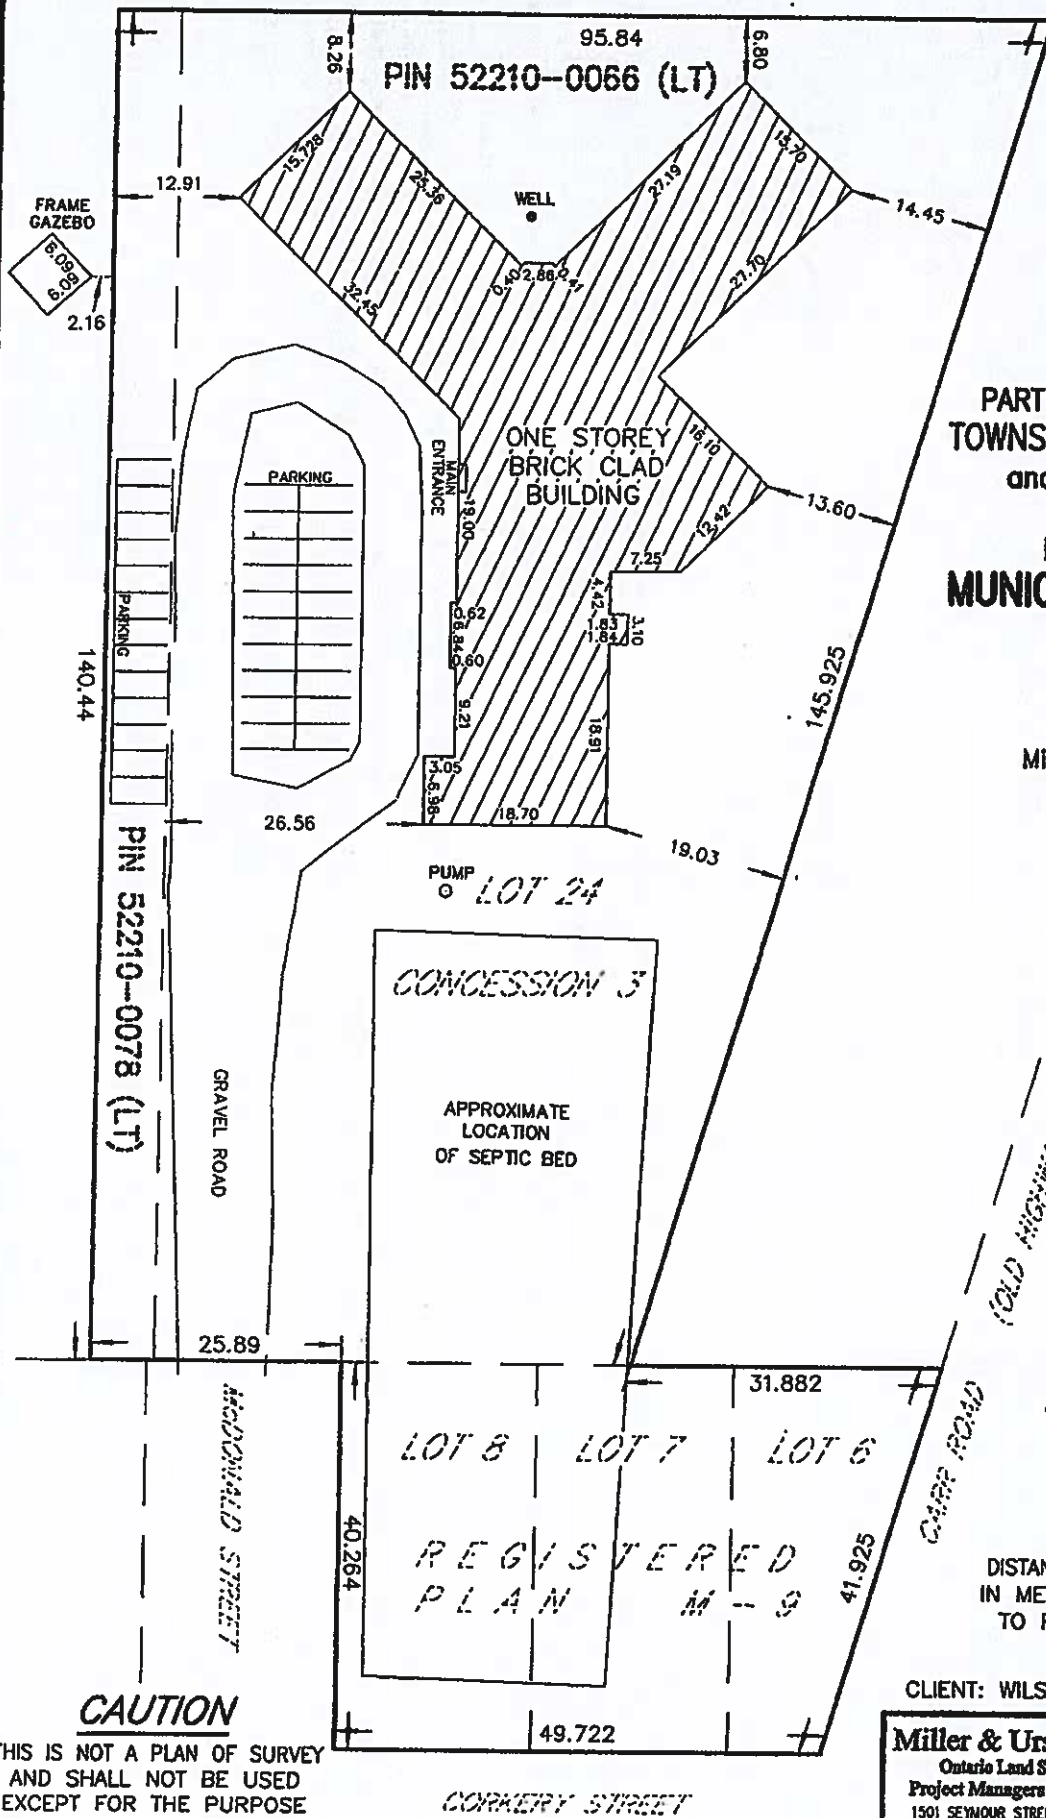 95.84
8.26
6.80
PIN 52210-0066 (LT)
15.728
25.36
27.19
15.70
12.91
WELL
14.45
FRAME
GAZEBO
6.09
6.09
2.16
32.45
0.40
2.86
0.41
27.70
PARKING
MAIN
ENTRANCE
ONE STOREY
BRICK CLAD
BUILDING
16.10
PART
TOWNS
and
19.00
13.60
12.42
7.25
MUNIC
4.42
0.62
1.83
1.84
3.10
6.84
0.60
PARKING
140.44
145.925
9.21
18.91
Mi
3.05
6.98
18.70
26.56
19.03
PUMP
LOT 24
PIN 52210-0078 (LT)
CONCESSION 3
GRAVEL ROAD
APPROXIMATE
LOCATION
OF SEPTIC BED
(OLD HIGHWA
25.89
31.882
McDONALD STREET
LOT 8
LOT 7
LOT 6
CARR ROAD
40.264
REGISTERED
PLAN M-9
41.925
DISTAN
IN ME
TO
CLIENT: WILS
CAUTION
THIS IS NOT A PLAN OF SURVEY
AND SHALL NOT BE USED
EXCEPT FOR THE PURPOSE
49.722
CORKERY STREET
Miller & Urs
Ontario Land S
Project Managers
1501 SEYMOUR STRE